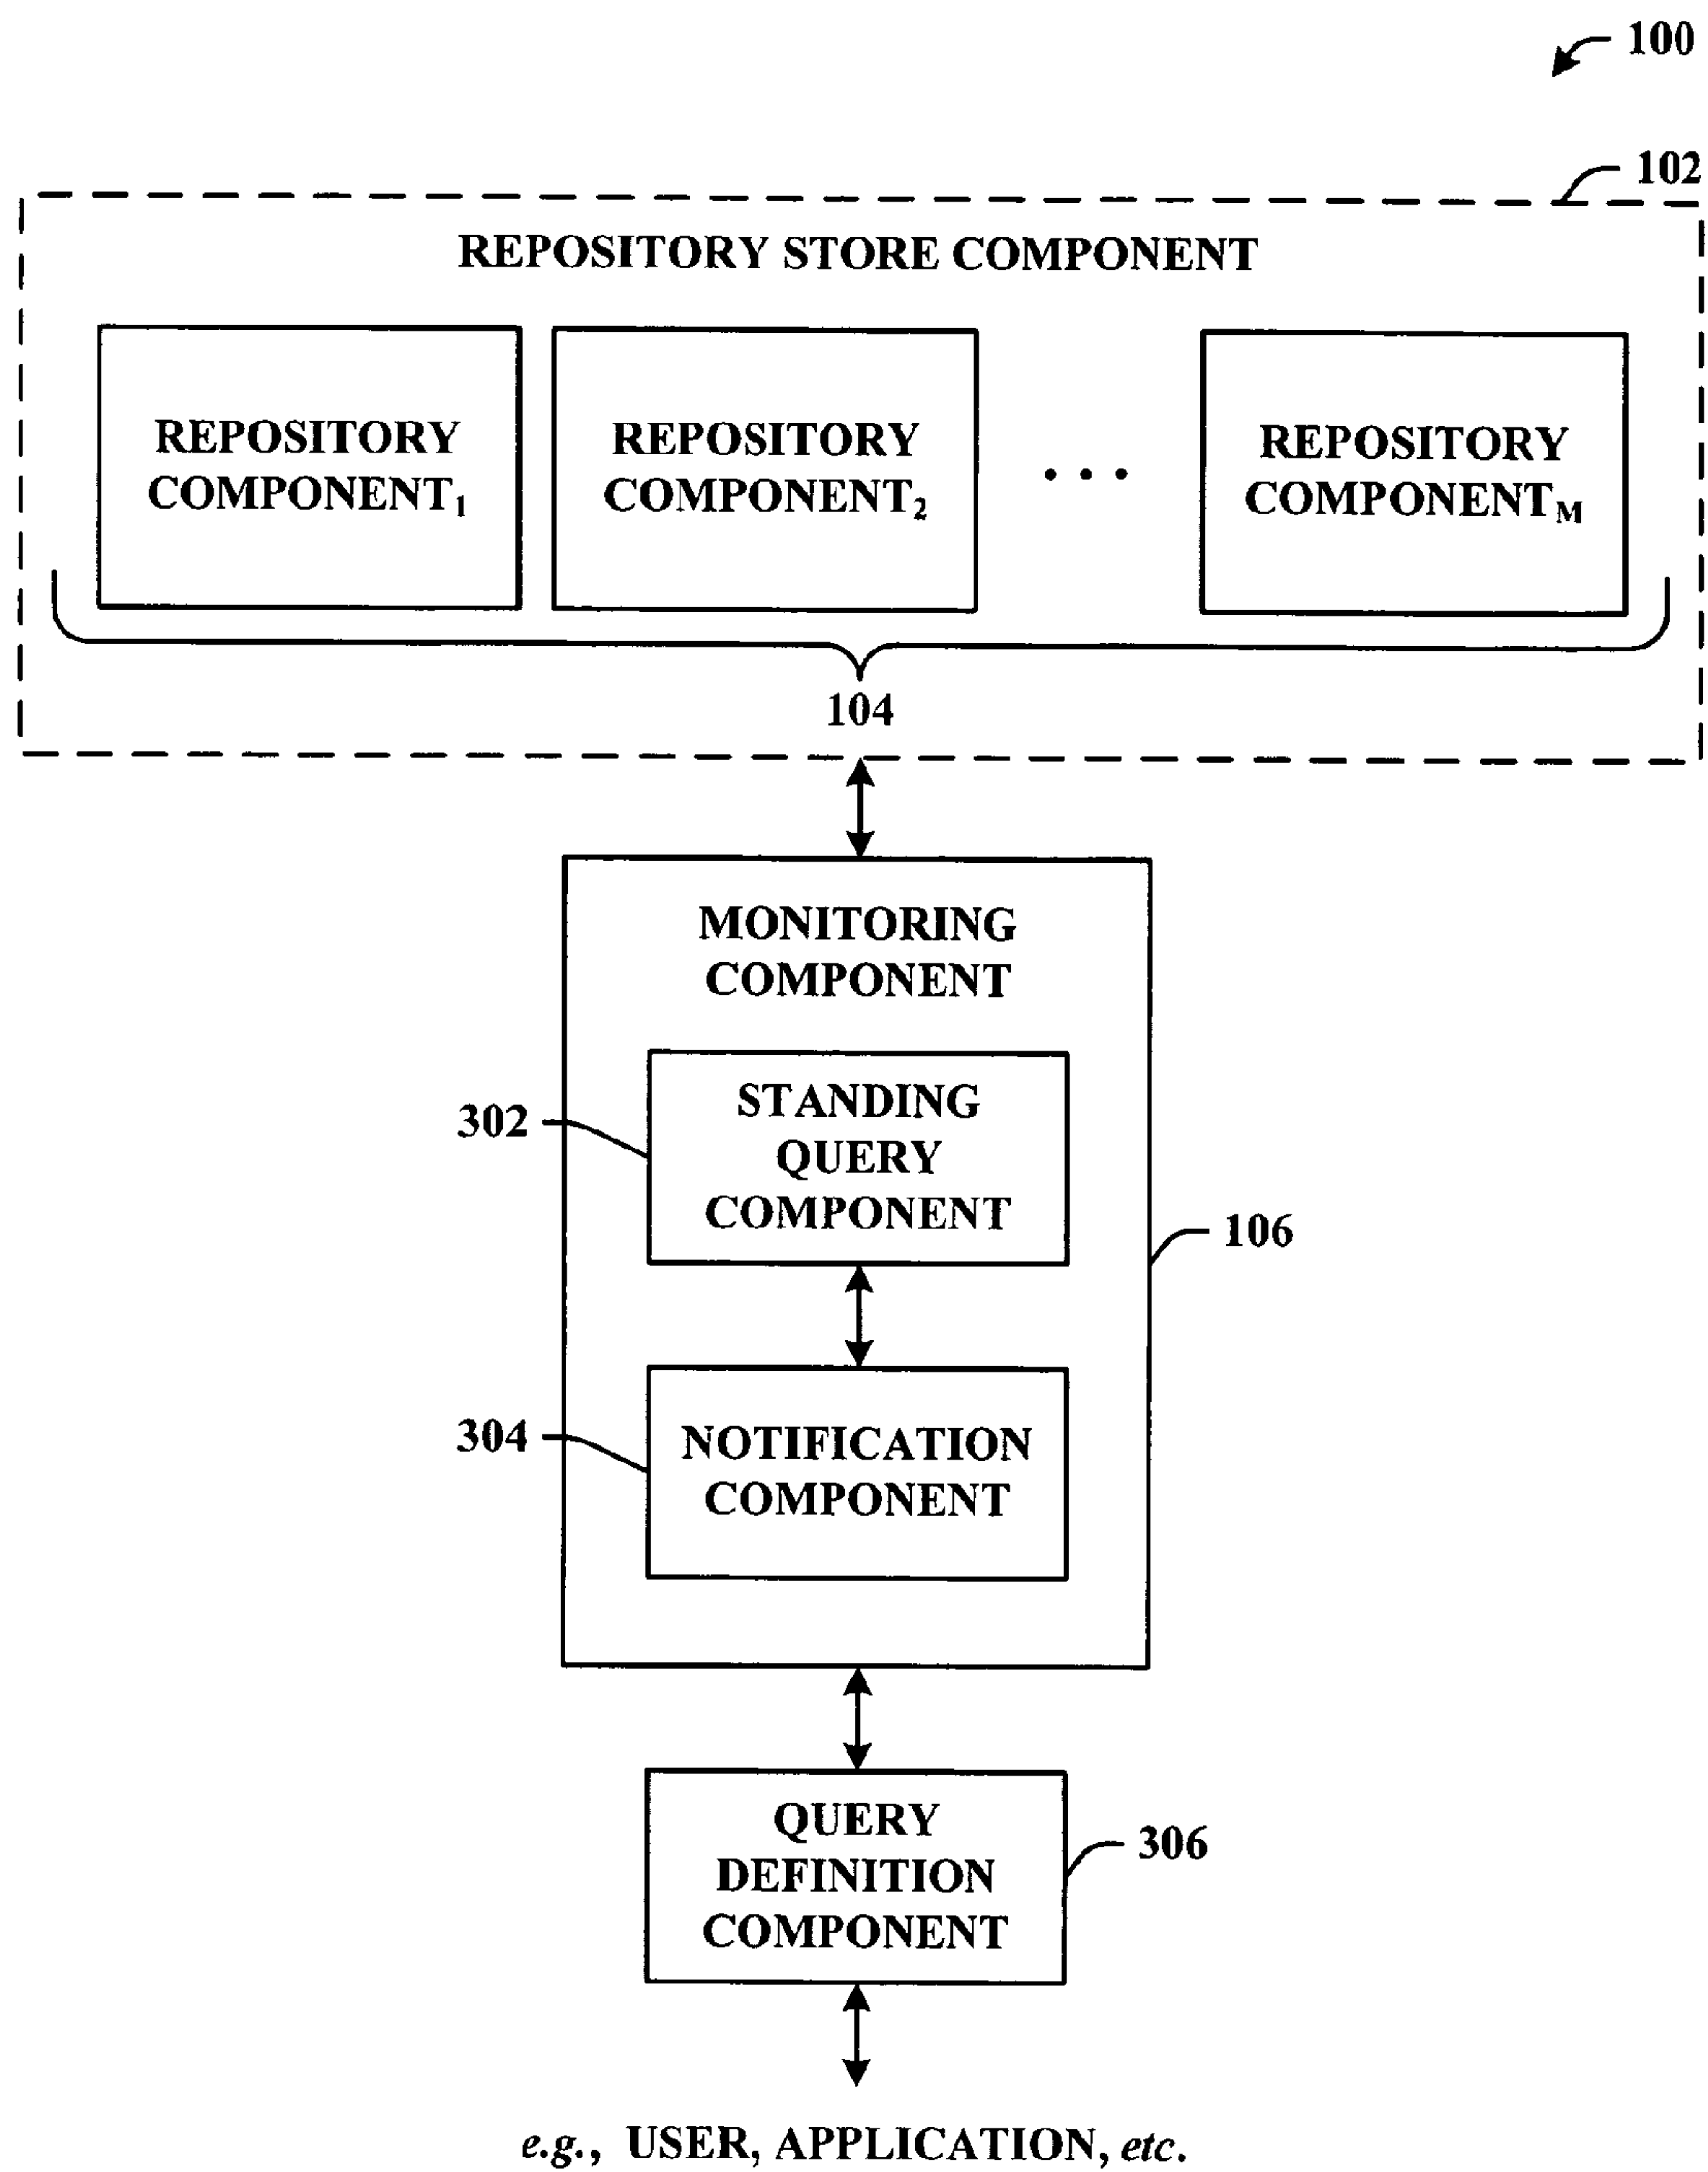 100
102
REPOSITORY STORE COMPONENT
REPOSITORY
COMPONENT1
REPOSITORY
COMPONENT2
...
REPOSITORY
COMPONENTM
104
MONITORING
COMPONENT
302
STANDING
QUERY
COMPONENT
106
304
NOTIFICATION
COMPONENT
QUERY
DEFINITION
COMPONENT
306
e.g., USER, APPLICATION, etc.